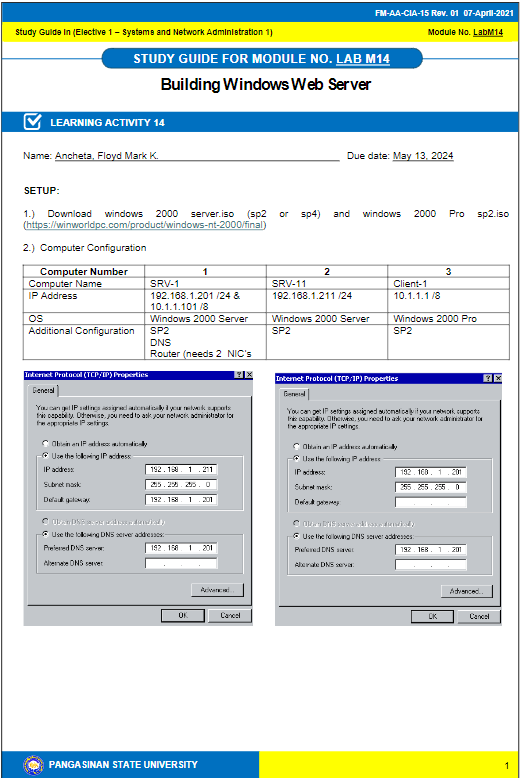 FM-AA-CIA-15 Rev. 01 07-April-2021
Study Guide in (Elective 1 – Systems and Network Administration 1) Module No. LabM14
STUDY GUIDE FOR MODULE NO. LAB M14
Building Windows Web Server
LEARNING ACTIVITY 14
Name: Ancheta, Floyd Mark K. Due date: May 13, 2024
SETUP:
1.) Download windows 2000 server.iso (sp2 or sp4) and windows 2000 Pro sp2.iso
(https://winworldpc.com/product/windows-nt-2000/final)
2.) Computer Configuration
Computer Number 1 2 3
Computer Name SRV-1 SRV-11 Client-1
IP Address 192.168.1.201 /24 & 192.168.1.211 /24 10.1.1.1 /8
10.1.1.101 /8
OS Windows 2000 Server Windows 2000 Server Windows 2000 Pro
Additional Configuration SP2 SP2 SP2
DNS
Router (needs 2 NIC's
Internet Protocol (TCP/IP) Properties
General
You can get IP settings assigned automatically if your network supports
this capability. Otherwise, you need to ask your network administrator for
the appropriate IP settings.
Obtain an IP address automatically
Use the following IP address:
IP address: 192 . 168 . 1 . 211
Subnet mask: 255 . 255 . 255 . 0
Default gateway: 192 . 168 . 1 . 201
Obtain DNS server address automatically
Use the following DNS server addresses:
Preferred DNS server: 192 . 168 . 1 . 201
Alternate DNS server: . . .
Advanced...
OK Cancel
Internet Protocol (TCP/IP) Properties
General
You can get IP settings assigned automatically if your network supports
this capability. Otherwise, you need to ask your network administrator for
the appropriate IP settings.
Obtain an IP address automatically
Use the following IP address:
IP address: 192 . 168 . 1 . 201
Subnet mask: 255 . 255 . 255 . 0
Default gateway: . . .
Obtain DNS server address automatically
Use the following DNS server addresses:
Preferred DNS server: 192 . 168 . 1 . 201
Alternate DNS server: . . .
Advanced...
OK Cancel
PANGASINAN STATE UNIVERSITY 1